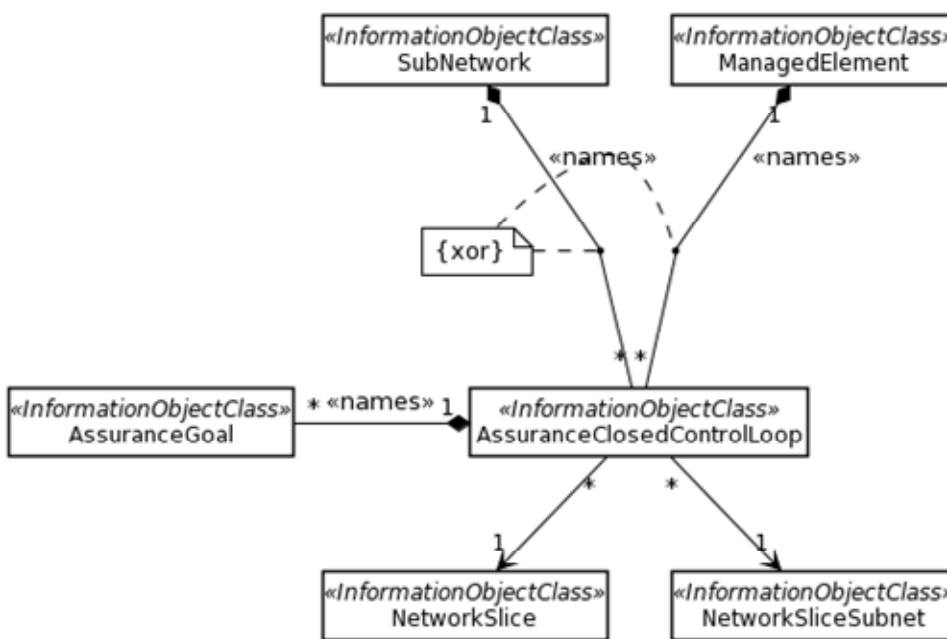 «InformationObjectClass»
SubNetwork
«InformationObjectClass»
ManagedElement
1
1
«names»
«names»
{xor}
*
*
«InformationObjectClass»
AssuranceGoal
*
«names»
1
«InformationObjectClass»
AssuranceClosedControlLoop
*
*
1
1
«InformationObjectClass»
NetworkSlice
«InformationObjectClass»
NetworkSliceSubnet